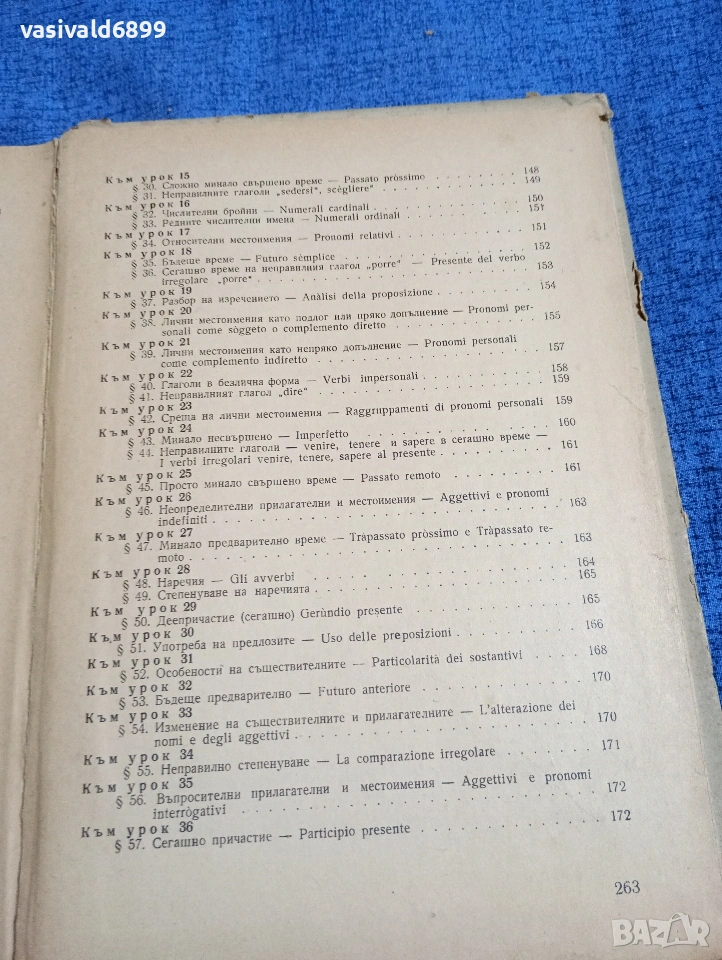 vasivald6899
Към урок 15
§ 30. Сложно минало свършено време — Passato pròssimo . . . . . . . . 148
§ 31. Неправилните глаголи „sedersi“, scègliere“ . . . . . . . . . . . 149
Към урок 16
§ 32. Числителни бройни — Numerali cardinali . . . . . . . . . . . 150
§ 33. Редните числителни имена — Numerali ordinali . . . . . . . . . 151
Към урок 17
§ 34. Относителни местоимения — Pronomi relativi . . . . . . . . . . 151
Към урок 18
§ 35. Бъдеще време — Futuro sèmplice . . . . . . . . . . . . 152
§ 36. Сегашно време на неправилния глагол „porre“ — Presente del verbo
irregolare „porre“ . . . . . . . . . . . . . . . . . 153
Към урок 19
§ 37. Разбор на изречението — Anàlisi della proposizione . . . . . . . 154
Към урок 20
§ 38. Лични местоимения като подлог или пряко допълнение — Pronomi per-
sonali come sòggeto o complemento diretto . . . . . . . . . . 155
Към урок 21
§ 39. Лични местоимения като непряко допълнение — Pronomi personali
come complemento indiretto . . . . . . . . . . . . . 157
Към урок 22
§ 40. Глаголи в безлична форма — Verbi impersonali . . . . . . . . . 158
§ 41. Неправилният глагол „dire“ . . . . . . . . . . . . . . 159
Към урок 23
§ 42. Среща на лични местоимения — Raggruppamenti di pronomi personali 159
Към урок 24
§ 43. Минало несвършено — Imperfetto . . . . . . . . . . . . 160
§ 44. Неправилните глаголи — venire, tenere и sapere в сегашно време —
I verbi irregolari venire, tenere, sapere al presente . . . . . . . . 161
Към урок 25
§ 45. Просто минало свършено време — Passato remoto . . . . . . . 161
Към урок 26
§ 46. Неопределителни прилагателни и местоимения — Aggettivi e pronomi
indefiniti . . . . . . . . . . . . . . . . . . . . 163
Към урок 27
§ 47. Минало предварително време — Tràpassato pròssimo e Tràpassato re-
moto . . . . . . . . . . . . . . . . . . . . . 163
Към урок 28
§ 48. Наречия — Gli avverbi . . . . . . . . . . . . . . . 164
§ 49. Степенуване на наречията . . . . . . . . . . . . . . 165
Към урок 29
§ 50. Деепричастие (сегашно) Gerùndio presente . . . . . . . . . . 165
Към урок 30
§ 51. Употреба на предлозите — Uso delle preposizioni . . . . . . . . 166
Към урок 31
§ 52. Особености на съществителните — Particolarità dei sostantivi . . . . 168
Към урок 32
§ 53. Бъдеще предварително — Futuro anteriore . . . . . . . . . . 170
Към урок 33
§ 54. Изменение на съществителните и прилагателните — L'alterazione dei
nomi e degli aggettivi . . . . . . . . . . . . . . . . 170
Към урок 34
§ 55. Неправилно степенуване — La comparazione irregolare . . . . . . 171
Към урок 35
§ 56. Въпросителни прилагателни и местоимения — Aggettivi e pronomi
interrògativi . . . . . . . . . . . . . . . . . . . 172
Към урок 36
§ 57. Сегашно причастие — Participio presente . . . . . . . . . . 172
263
BAZAR